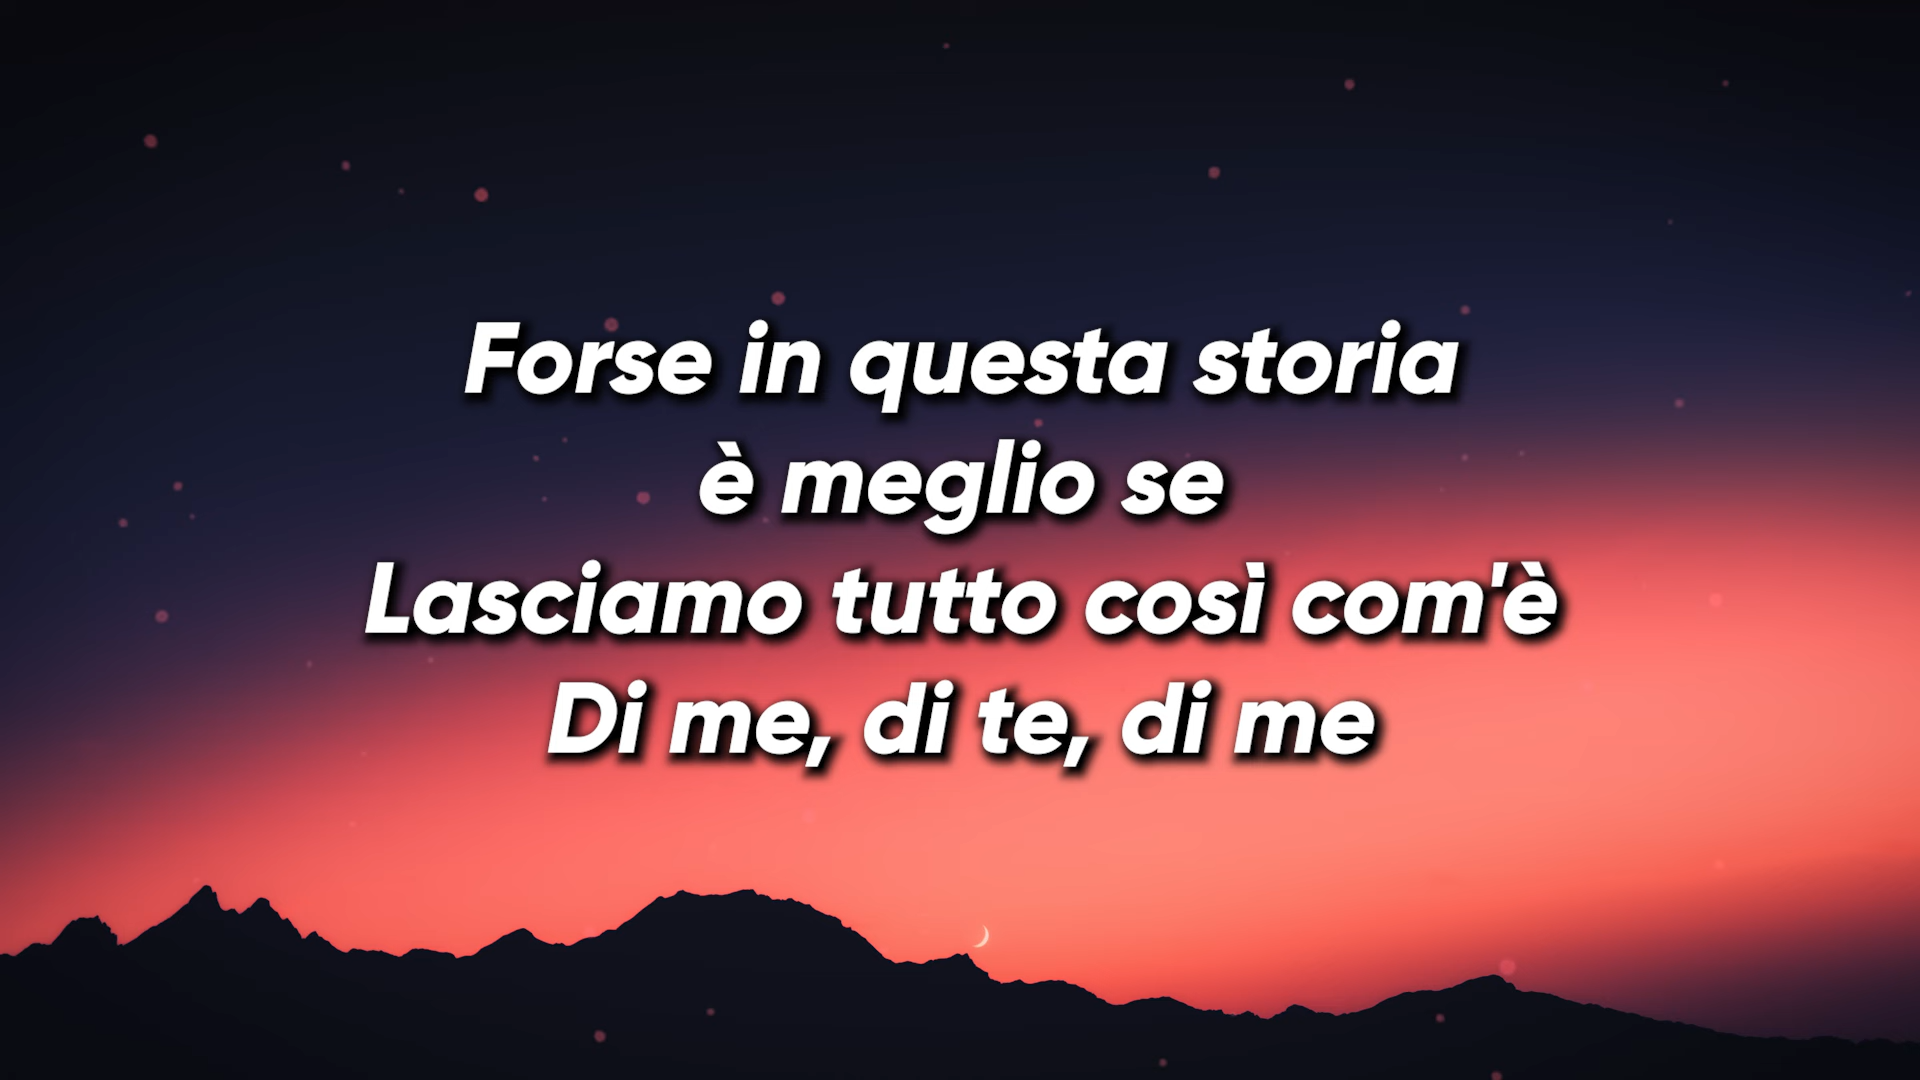 Forse in questa storia
è meglio se
Lasciamo tutto così com'è
Di me, di te, di me